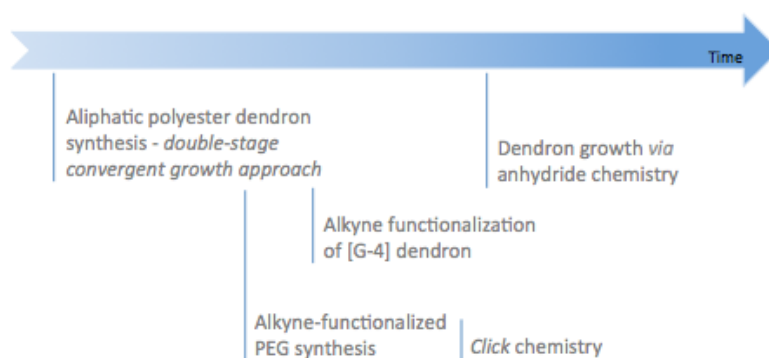 Time
Aliphatic polyester dendron
synthesis - double-stage
convergent growth approach
Dendron growth via
anhydride chemistry
Alkyne functionalization
of [G-4] dendron
Alkyne-functionalized
PEG synthesis
Click chemistry